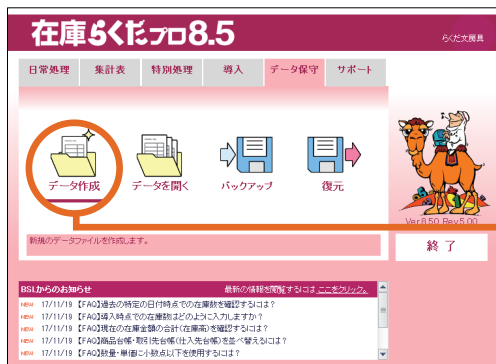 在庫らくだプロ8.5
らくだ文房具
日常処理 集計表 特別処理 導入 データ保守 サポート
データ作成 データを開く バックアップ 復元
Ver.8.50 Rev.5.00
新規のデータファイルを作成します。
終了
BSLからのお知らせ 最新の情報を閲覧するには ここをクリック。
NEW 17/11/19 【FAQ】過去の特定の日付時点での在庫数を確認するには？
NEW 17/11/19 【FAQ】導入時点での在庫数はどのように入力しますか？
NEW 17/11/19 【FAQ】現在の在庫金額の合計(在庫高)を確認するには？
NEW 17/11/19 【FAQ】商品台帳・取引先台帳(仕入先台帳)を並べ替えるには？
NEW 17/11/19 【FAQ】数量・単価に小数点以下を使用するには？